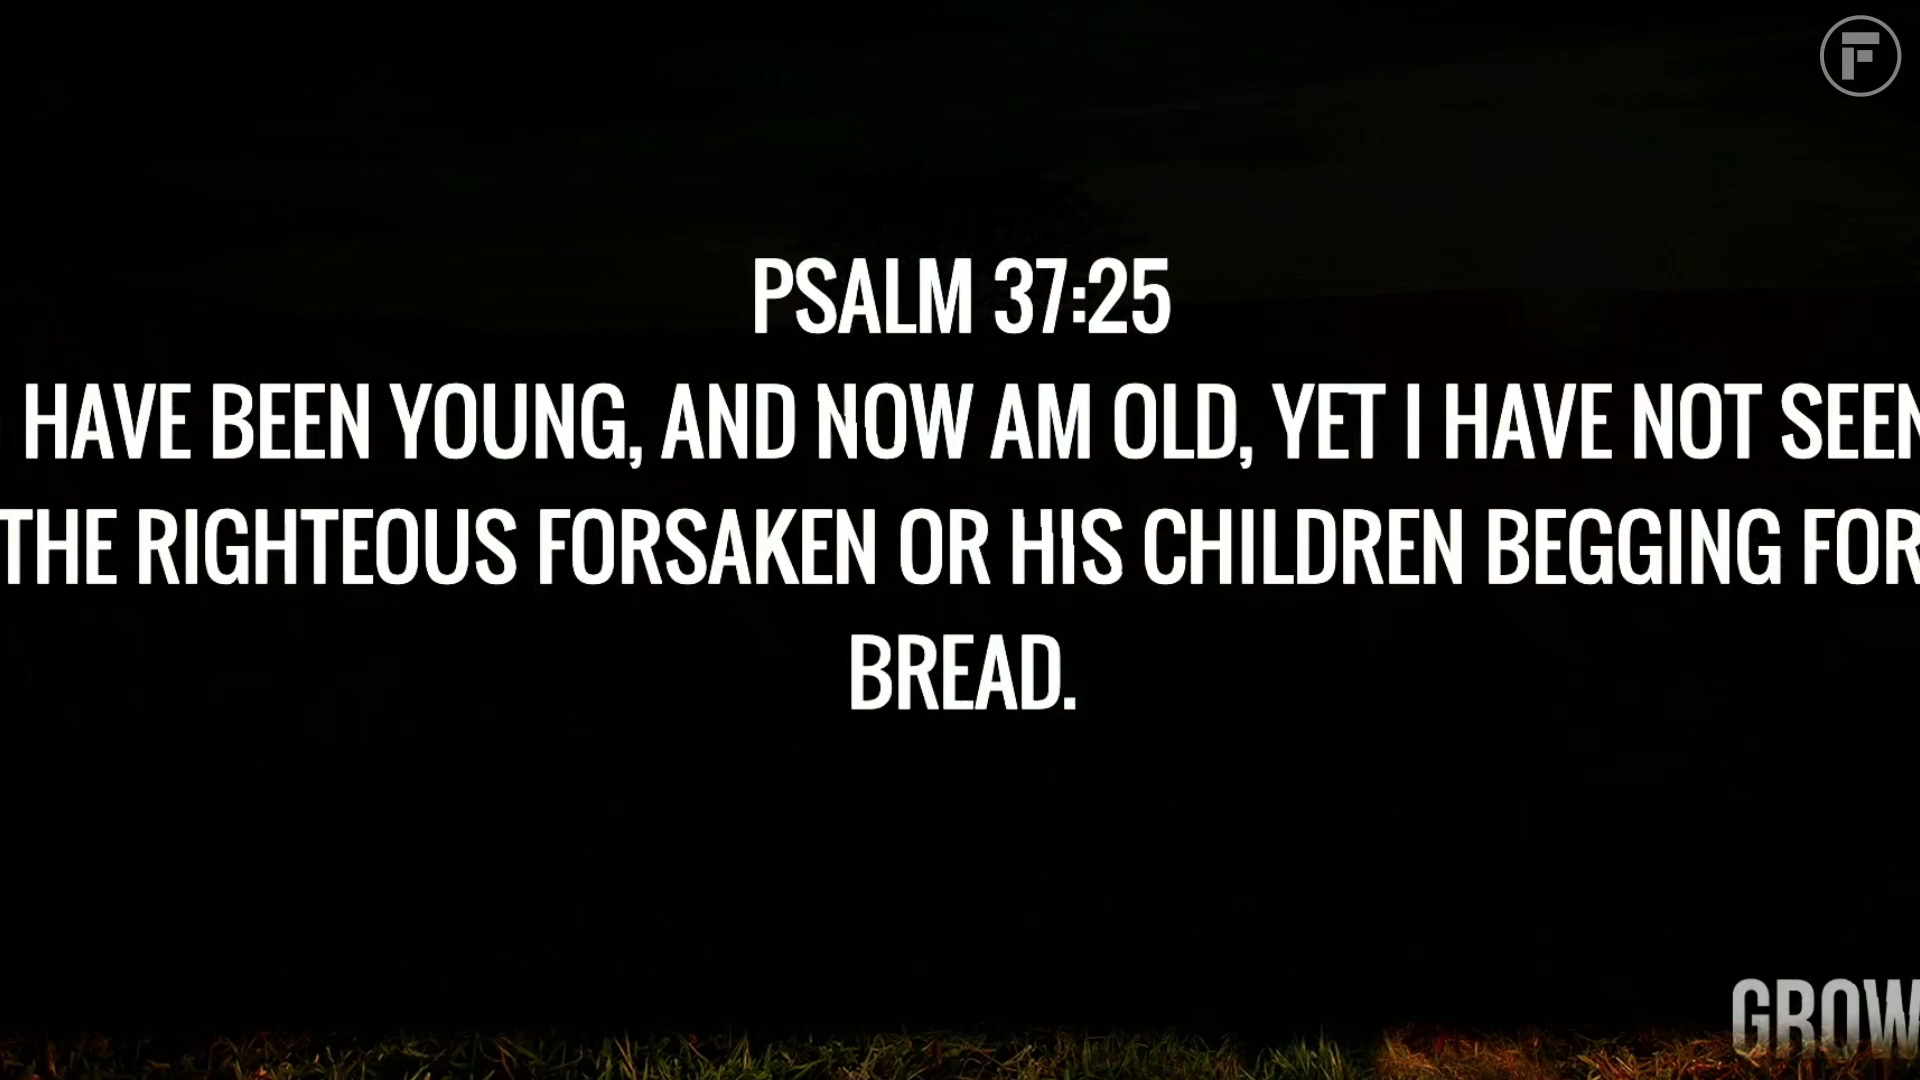 F
PSALM 37:25
HAVE BEEN YOUNG, AND NOW AM OLD, YET I HAVE NOT SEEN
THE RIGHTEOUS FORSAKEN OR HIS CHILDREN BEGGING FOR
BREAD.
GROW